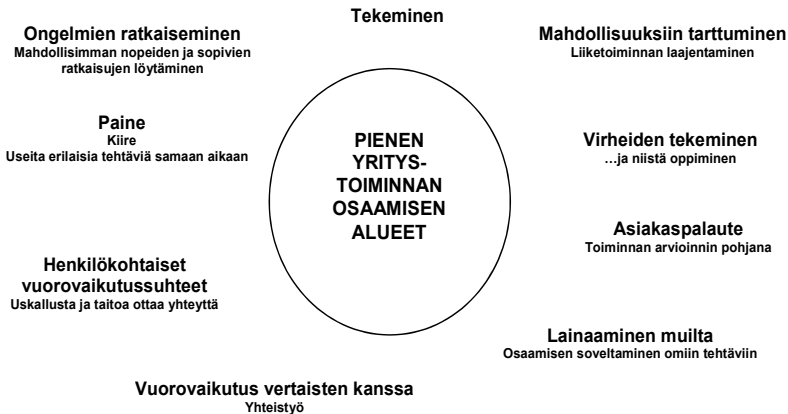 Tekeminen
Ongelmien ratkaiseminen
Mahdollisimman nopeiden ja sopivien
ratkaisujen löytäminen
Mahdollisuuksiin tarttuminen
Liiketoiminnan laajentaminen
Paine
Kiire
Useita erilaisia tehtäviä samaan aikaan
PIENEN
YRITYS-
TOIMINNAN
OSAAMISEN
ALUEET
Virheiden tekeminen
…ja niistä oppiminen
Asiakaspalaute
Toiminnan arvioinnin pohjana
Henkilökohtaiset
vuorovaikutussuhteet
Uskallusta ja taitoa ottaa yhteyttä
Lainaaminen muilta
Osaamisen soveltaminen omiin tehtäviin
Vuorovaikutus vertaisten kanssa
Yhteistyö